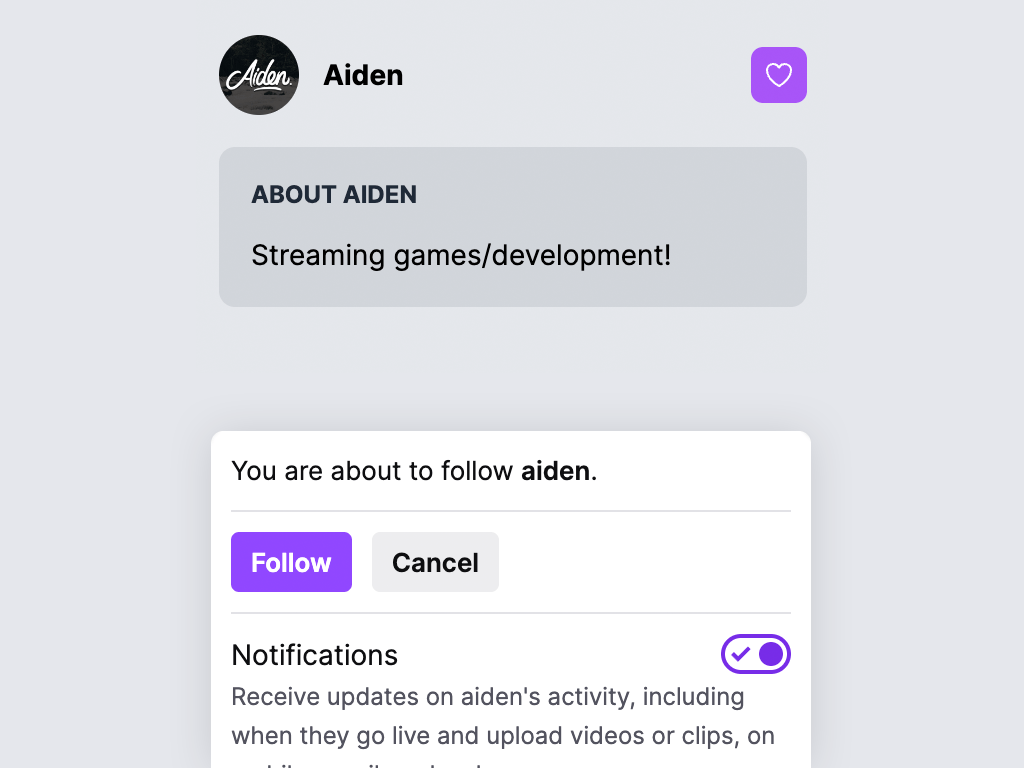 Aiden.
Aiden
ABOUT AIDEN
Streaming games/development!
You are about to follow aiden.
Follow
Cancel
Notifications
Receive updates on aiden's activity, including
when they go live and upload videos or clips, on